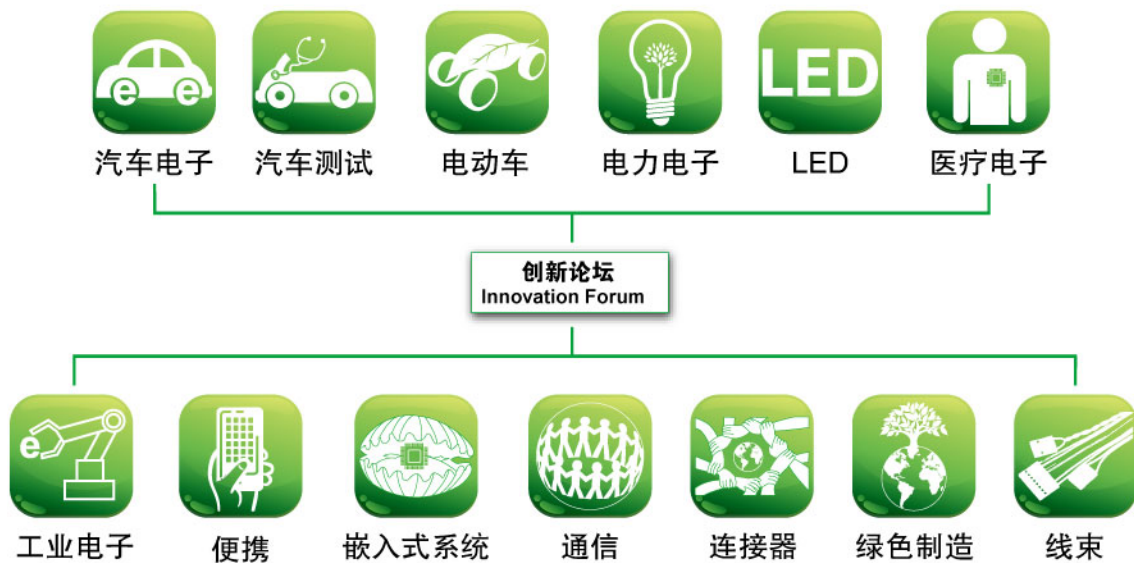 LED
汽车电子 汽车测试 电动车 电力电子 LED 医疗电子
创新论坛
Innovation Forum
e
工业电子 便携 嵌入式系统 通信 连接器 绿色制造 线束